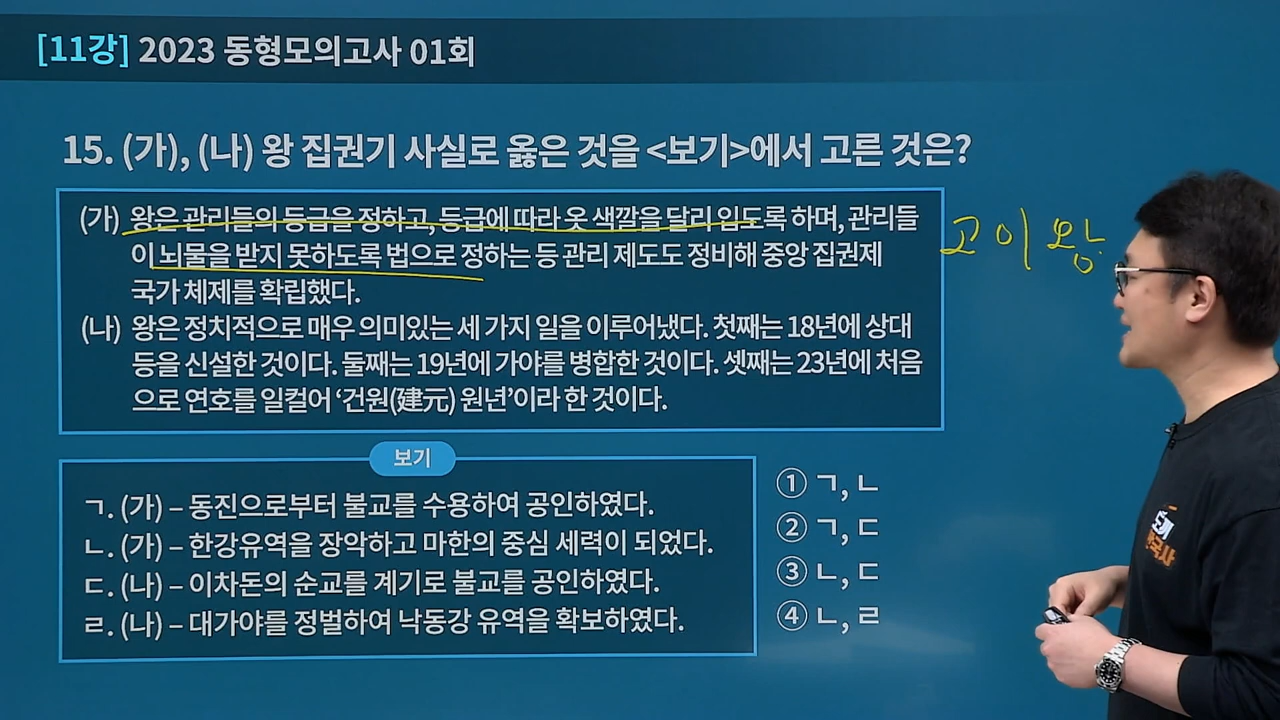 [11강] 2023 동형모의고사 01회
15. (가), (나) 왕 집권기 사실로 옳은 것을 <보기>에서 고른 것은?
(가) 왕은 관리들의 등급을 정하고, 등급에 따라 옷 색깔을 달리 입도록 하며, 관리들
이 뇌물을 받지 못하도록 법으로 정하는 등 관리 제도도 정비해 중앙 집권제
국가 체제를 확립했다.
고이왕
(나) 왕은 정치적으로 매우 의미있는 세 가지 일을 이루어냈다. 첫째는 18년에 상대
등을 신설한 것이다. 둘째는 19년에 가야를 병합한 것이다. 셋째는 23년에 처음
으로 연호를 일컬어 ‘건원(建元) 원년’이라 한 것이다.
보기
ㄱ. (가) – 동진으로부터 불교를 수용하여 공인하였다.
ㄴ. (가) – 한강유역을 장악하고 마한의 중심 세력이 되었다.
ㄷ. (나) – 이차돈의 순교를 계기로 불교를 공인하였다.
ㄹ. (나) – 대가야를 정벌하여 낙동강 유역을 확보하였다.
① ㄱ, ㄴ
② ㄱ, ㄷ
③ ㄴ, ㄷ
④ ㄴ, ㄹ